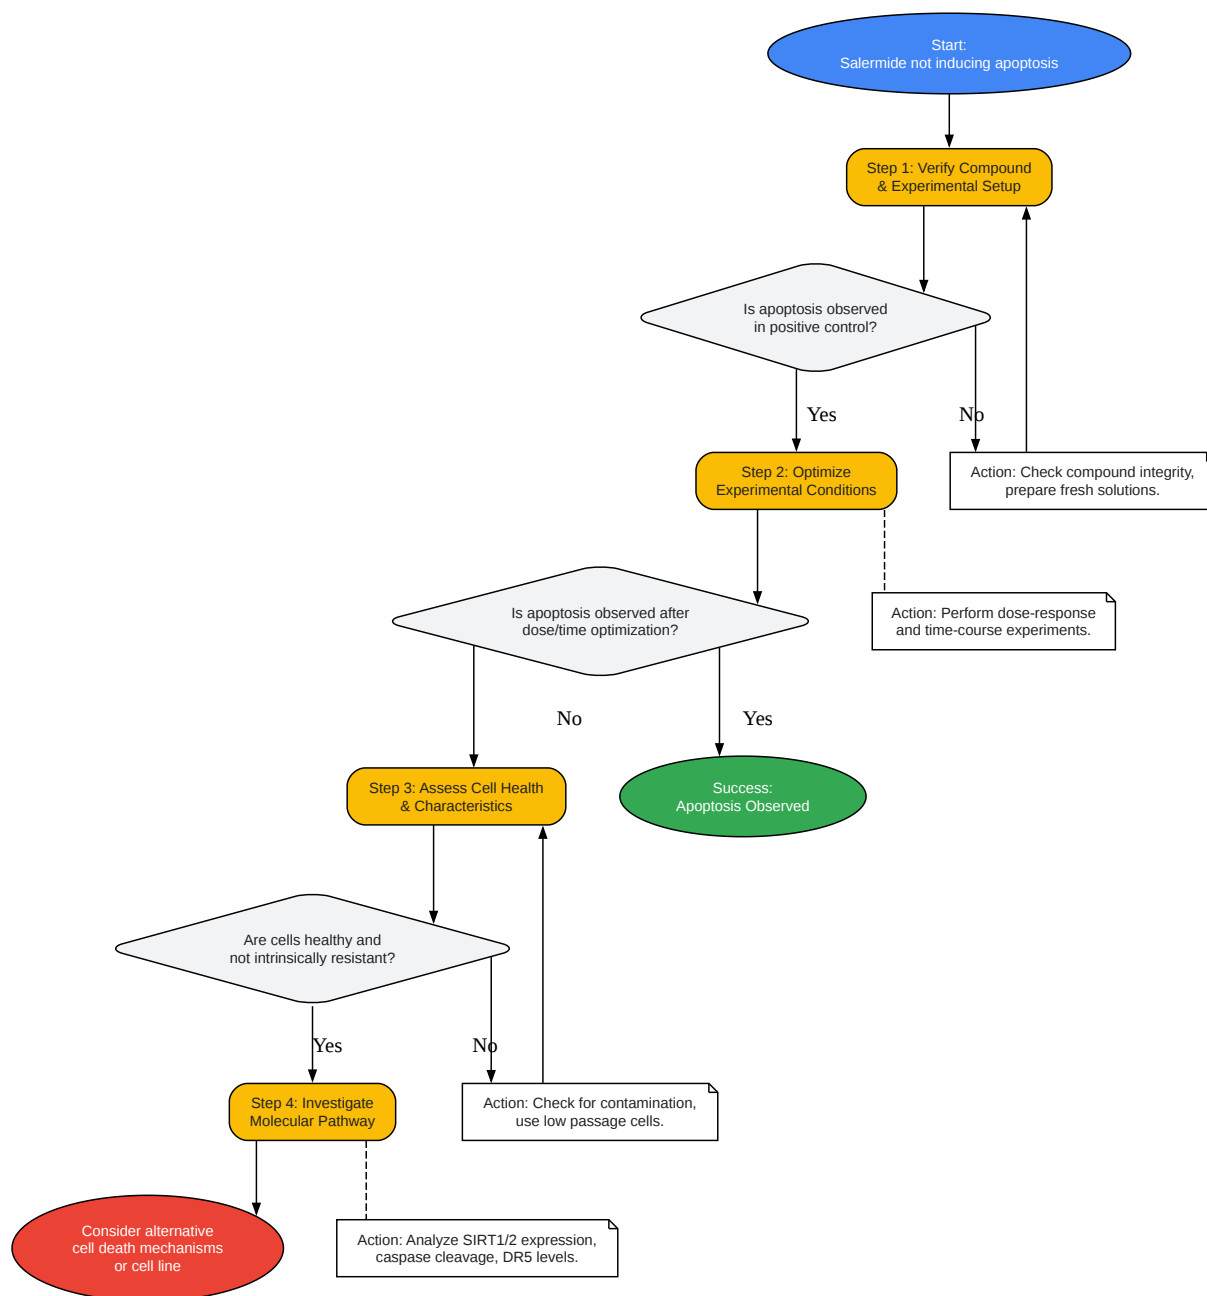 Start:
Salermide not inducing apoptosis
Step 1: Verify Compound
& Experimental Setup
Is apoptosis observed
in positive control?
Yes
No
Step 2: Optimize
Experimental Conditions
Action: Check compound integrity,
prepare fresh solutions.
Is apoptosis observed after
dose/time optimization?
Action: Perform dose-response
and time-course experiments.
No
Yes
Step 3: Assess Cell Health
& Characteristics
Success:
Apoptosis Observed
Are cells healthy and
not intrinsically resistant?
Yes
No
Step 4: Investigate
Molecular Pathway
Action: Check for contamination,
use low passage cells.
Consider alternative
cell death mechanisms
or cell line
Action: Analyze SIRT1/2 expression,
caspase cleavage, DR5 levels.